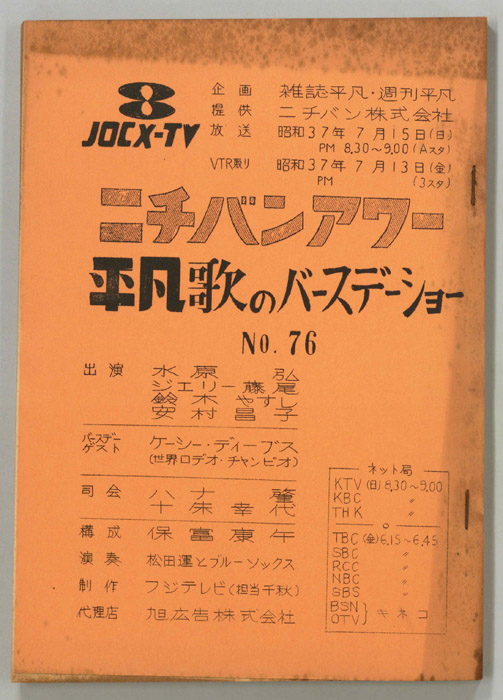 8
JOCX-TV
企画 雑誌平凡・週刊平凡
提供 ニチバン株式会社
放送 昭和37年7月15日(日)
PM 8.30〜9.00(Aスタ)
VTR取り 昭和37年7月13日(金)
PM (3スタ)
ニチバンアワー
平凡歌のバースデーショー
NO. 76
出演 水原 弘
ジェリー藤尾
鈴木やすし
安村昌子
バースデーゲスト ケーシー・ディーブス
(世界ロデオ・チャンピオ)
司会 ハナ 肇
十朱幸代
構成 保富康午
演奏 松田運とブルーソックス
制作 フジテレビ(担当千秋)
代理店 旭広告株式会社
ネット局
KTV (日)8.30〜9.00
KBC 〃
THK 〃
TBC (金)6.15〜6.45
SBC 〃
RCC 〃
NBC 〃
SBS 〃
BSN
OTV } キネコ